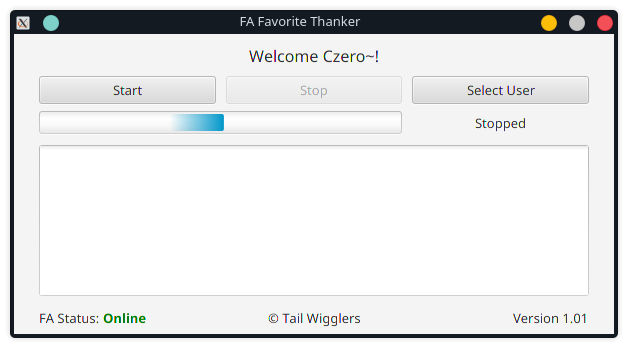 FA Favorite Thanker
Welcome Czero~!
Start Stop Select User
Stopped
FA Status: Online © Tail Wigglers Version 1.01